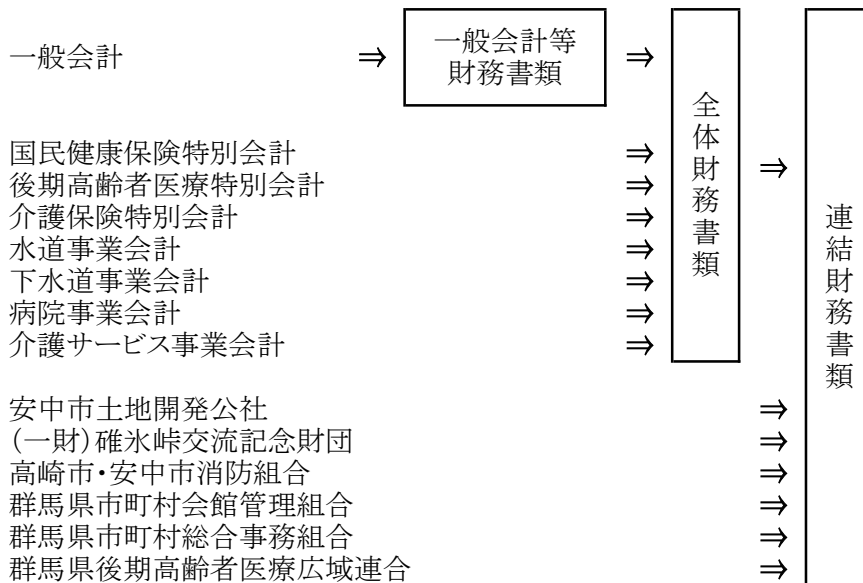 一般会計 ⇒ 一般会計等
財務書類 ⇒
国民健康保険特別会計 ⇒
後期高齢者医療特別会計 ⇒
介護保険特別会計 ⇒
水道事業会計 ⇒
下水道事業会計 ⇒
病院事業会計 ⇒
介護サービス事業会計 ⇒
全体財務書類 ⇒
安中市土地開発公社 ⇒
(一財)碓氷峠交流記念財団 ⇒
高崎市・安中市消防組合 ⇒
群馬県市町村会館管理組合 ⇒
群馬県市町村総合事務組合 ⇒
群馬県後期高齢者医療広域連合 ⇒
連結財務書類